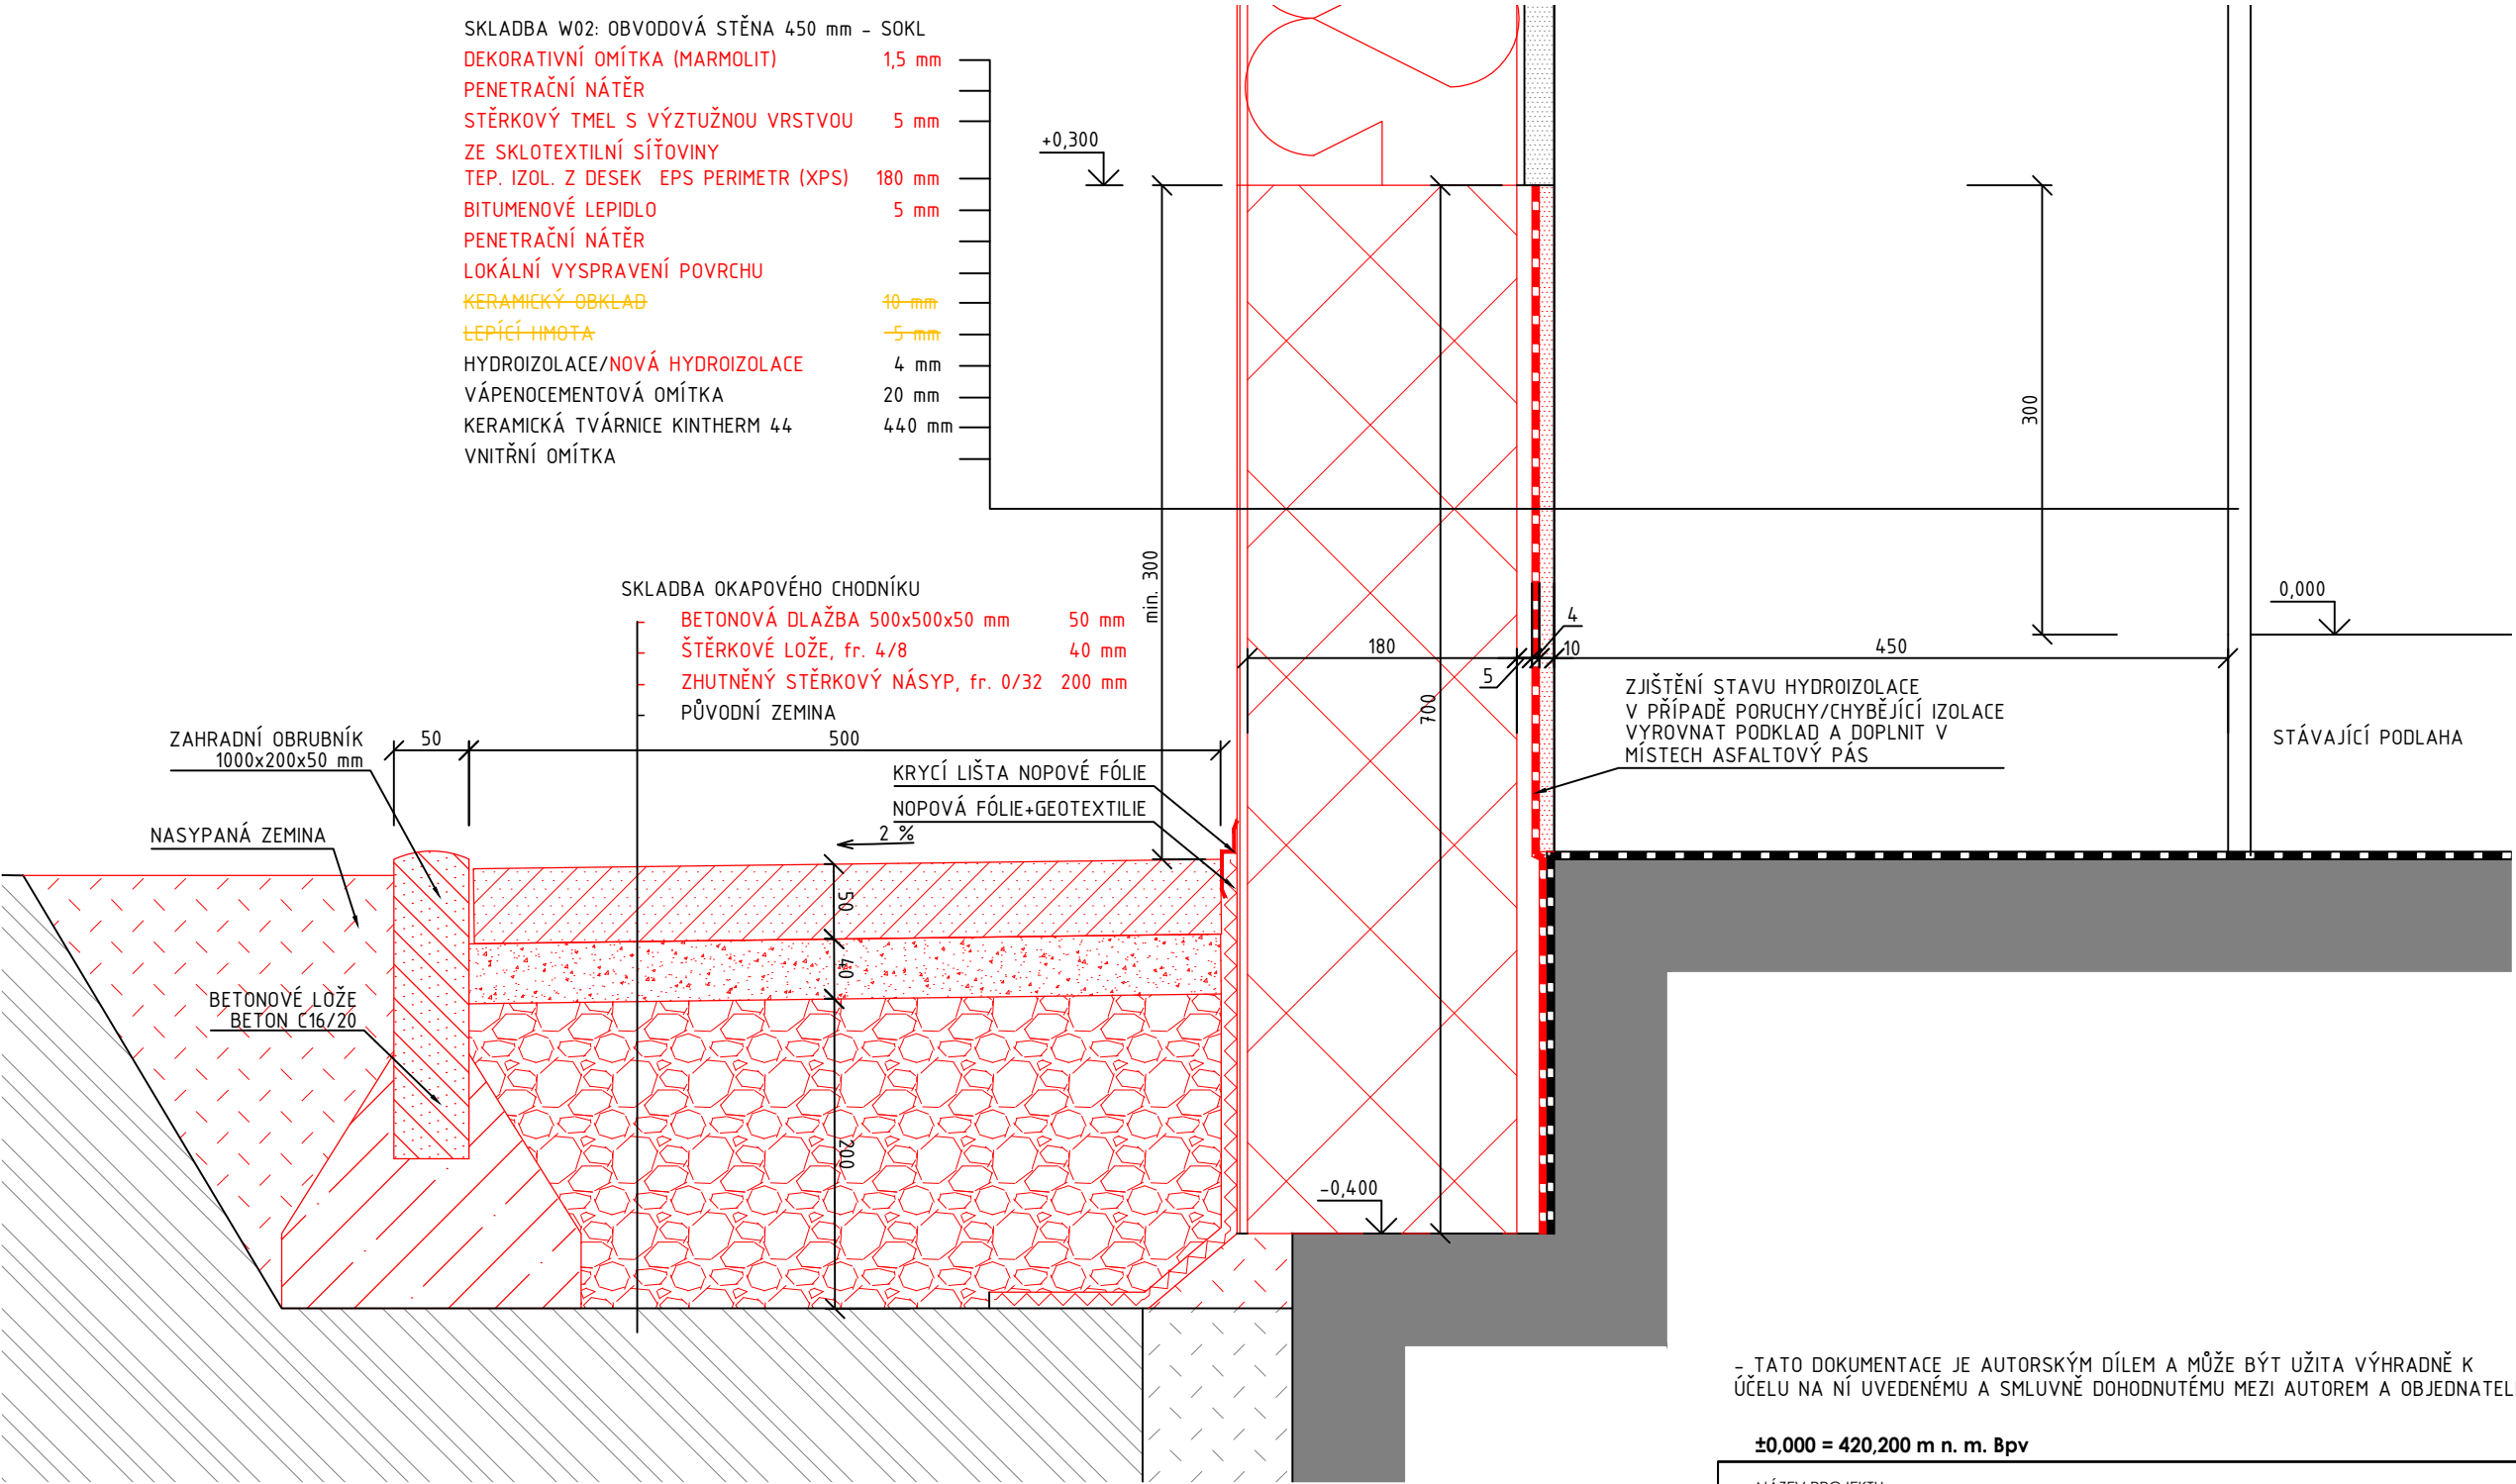 SKLADBA W02: OBVODOVÁ STĚNA 450 mm - SOKL
DEKORATIVNÍ OMÍTKA (MARMOLIT) 1,5 mm
PENETRAČNÍ NÁTĚR
STĚRKOVÝ TMEL S VÝZTUŽNOU VRSTVOU 5 mm
ZE SKLOTEXTILNÍ SÍŤOVINY
TEP. IZOL. Z DESEK EPS PERIMETR (XPS) 180 mm
BITUMENOVÉ LEPIDLO 5 mm
PENETRAČNÍ NÁTĚR
LOKÁLNÍ VYSPRAVENÍ POVRCHU
KERAMICKÝ OBKLAD 10 mm
LEPÍCÍ HMOTA 5 mm
HYDROIZOLACE/NOVÁ HYDROIZOLACE 4 mm
VÁPENOCEMENTOVÁ OMÍTKA 20 mm
KERAMICKÁ TVÁRNICE KINTHERM 44 440 mm
VNITŘNÍ OMÍTKA
+0,300
min. 300
700
300
0,000
SKLADBA OKAPOVÉHO CHODNÍKU
BETONOVÁ DLAŽBA 500x500x50 mm 50 mm
ŠTĚRKOVÉ LOŽE, fr. 4/8 40 mm
ZHUTNĚNÝ STĚRKOVÝ NÁSYP, fr. 0/32 200 mm
PŮVODNÍ ZEMINA
180
5
4
10
450
ZJIŠTĚNÍ STAVU HYDROIZOLACE
V PŘÍPADĚ PORUCHY/CHYBĚJÍCÍ IZOLACE
VYROVNAT PODKLAD A DOPLNIT V
MÍSTECH ASFALTOVÝ PÁS
STÁVAJÍCÍ PODLAHA
ZAHRADNÍ OBRUBNÍK
1000x200x50 mm
50
500
KRYCÍ LIŠTA NOPOVÉ FÓLIE
NOPOVÁ FÓLIE+GEOTEXTILIE
NASYPANÁ ZEMINA
2 %
50
40
200
BETONOVÉ LOŽE
BETON C16/20
-0,400
- TATO DOKUMENTACE JE AUTORSKÝM DÍLEM A MŮŽE BÝT UŽITA VÝHRADNĚ K
ÚČELU NA NÍ UVEDENÉMU A SMLUVNĚ DOHODNUTÉMU MEZI AUTOREM A OBJEDNATEL
±0,000 = 420,200 m n. m. Bpv
NÁZEV PROJEKTU